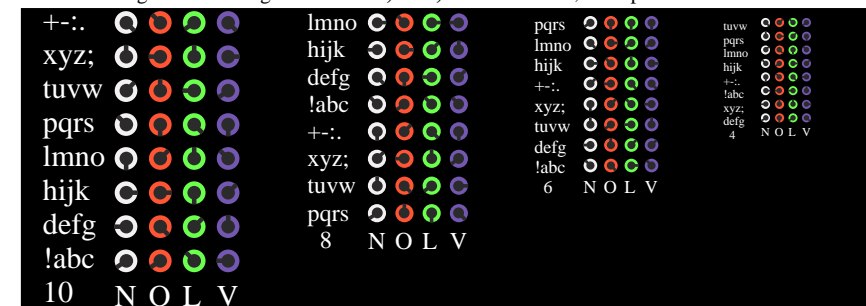 +-:.
xyz;
tuvw
pqrs
lmno
hijk
defg
!abc
10 N O L V
lmno
hijk
defg
!abc
+-:.
xyz;
tuvw
pqrs
8 N O L V
pqrs
lmno
hijk
+-:.
xyz;
tuvw
defg
!abc
6 N O L V
tuvw
pqrs
lmno
hijk
+-:.
!abc
xyz;
defg
4 N O L V